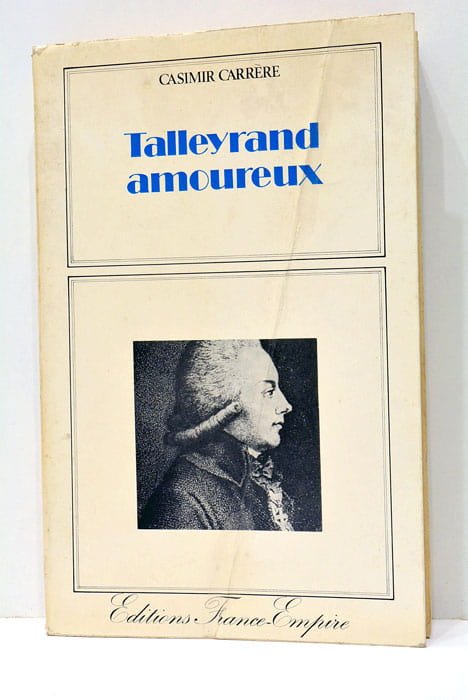 CASIMIR CARRÈRE
Talleyrand
amoureux
Editions France-Empire